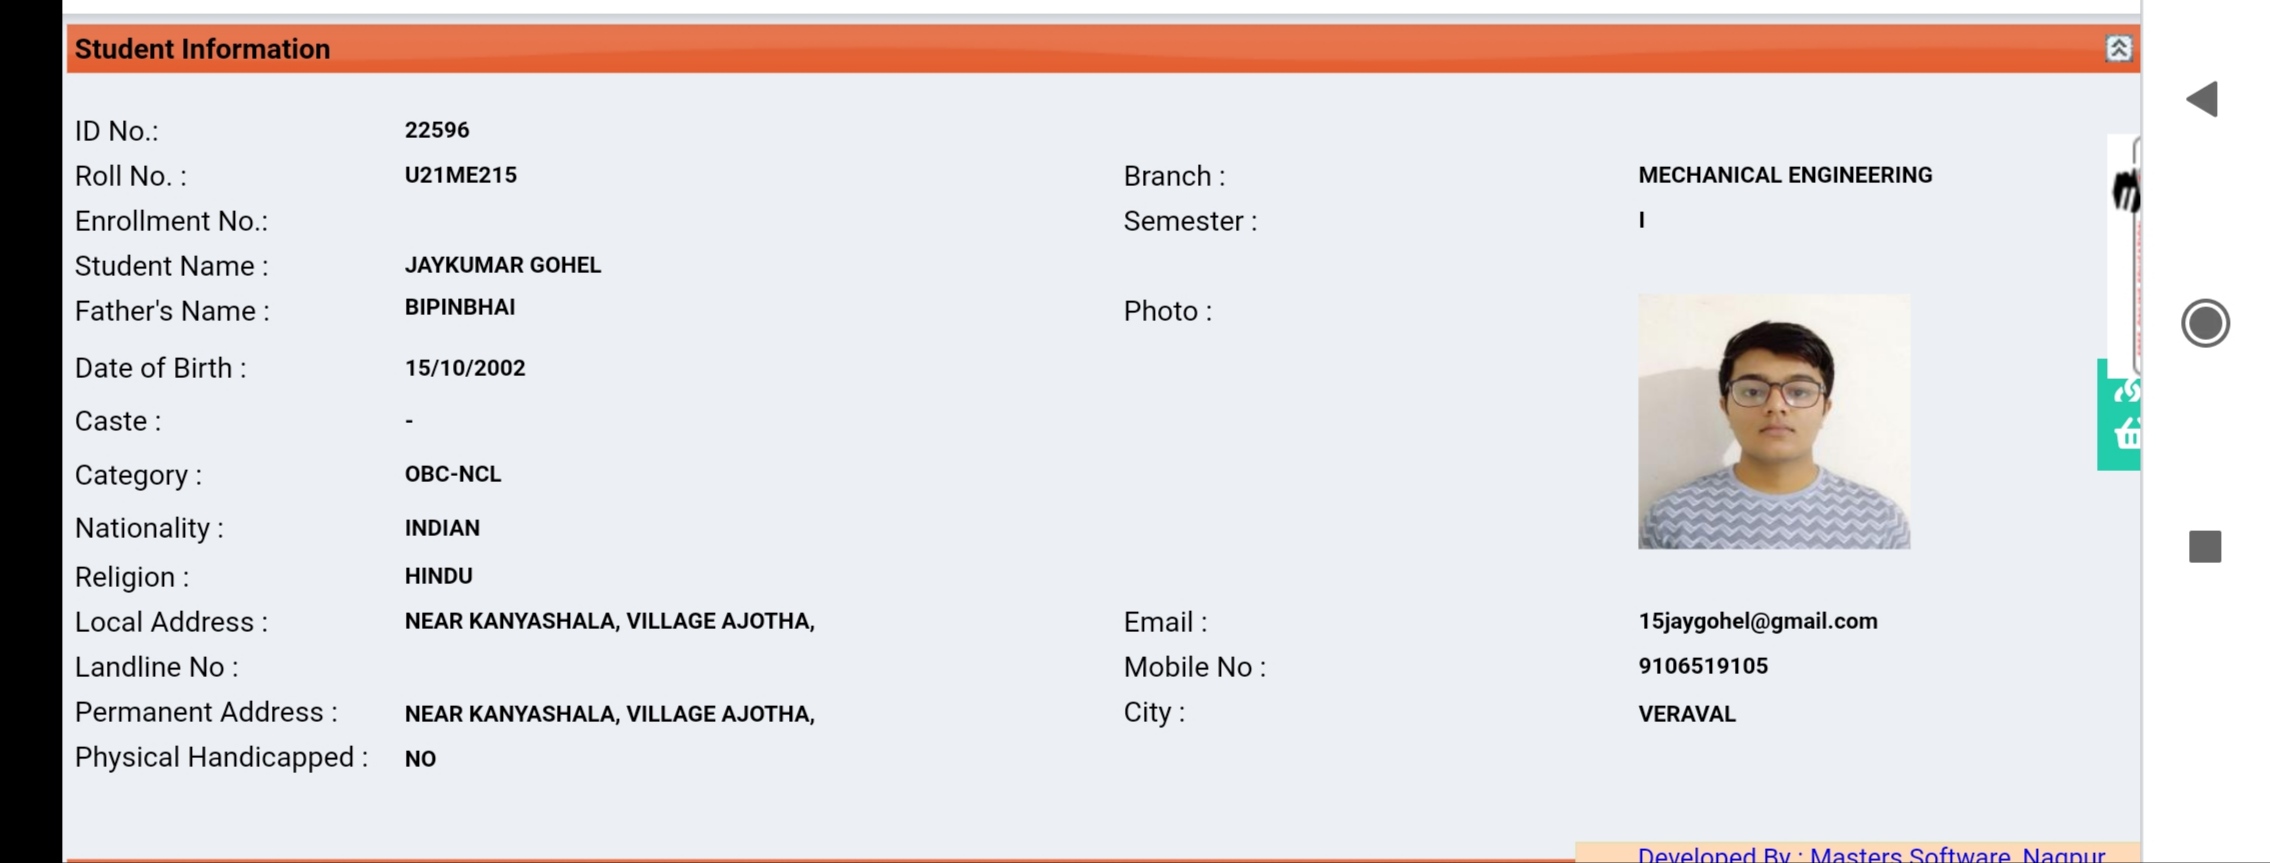 Student Information
ID No.: 22596
Roll No. : U21ME215 Branch : MECHANICAL ENGINEERING
Enrollment No.: Semester : I
Student Name : JAYKUMAR GOHEL
Father's Name : BIPINBHAI Photo :
Date of Birth : 15/10/2002
Caste : -
Category : OBC-NCL
Nationality : INDIAN
Religion : HINDU
Local Address : NEAR KANYASHALA, VILLAGE AJOTHA, Email : 15jaygohel@gmail.com
Landline No : Mobile No : 9106519105
Permanent Address : NEAR KANYASHALA, VILLAGE AJOTHA, City : VERAVAL
Physical Handicapped : NO
Developed By : Masters Software, Nagpur